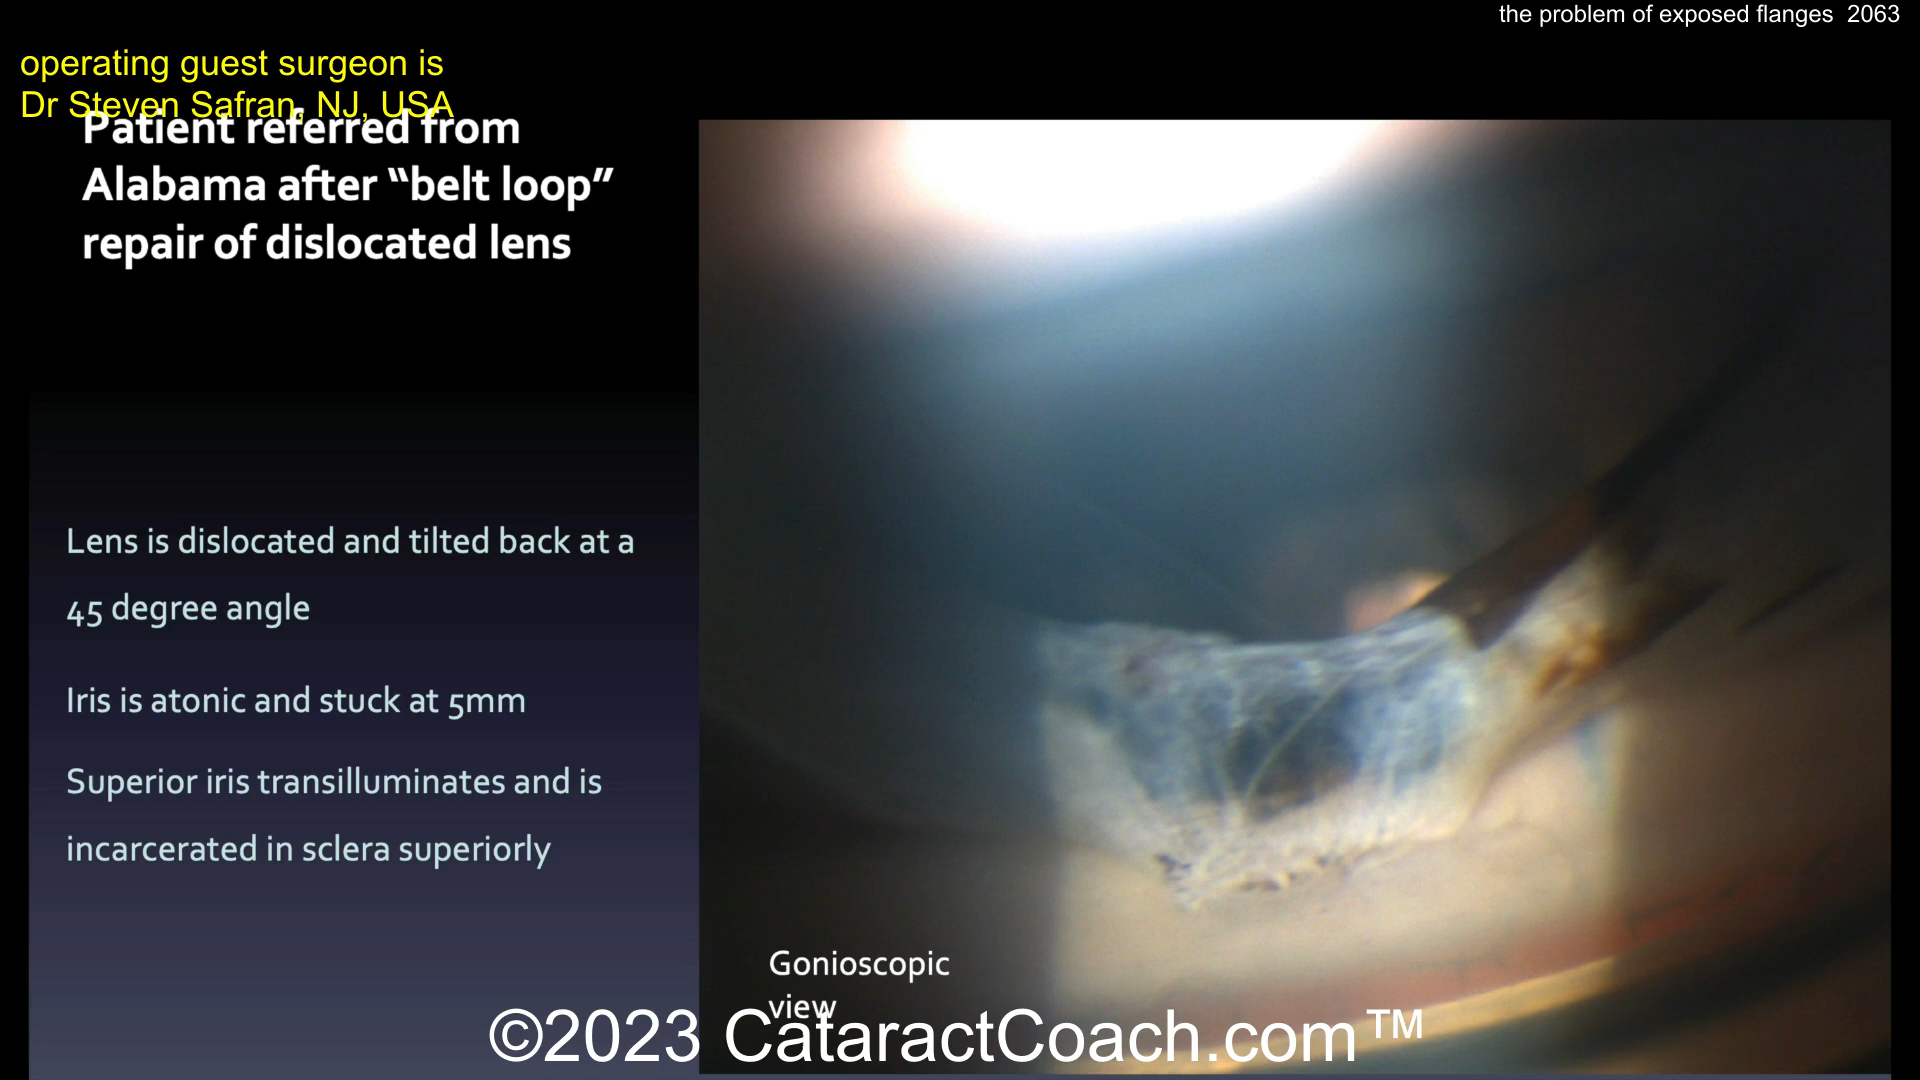 the problem of exposed flanges 2063
operating guest surgeon is
Dr Steven Safran, NJ, USA
Patient referred from
Alabama after “belt loop”
repair of dislocated lens
Lens is dislocated and tilted back at a
45 degree angle
Iris is atonic and stuck at 5mm
Superior iris transilluminates and is
incarcerated in sclera superiorly
Gonioscopic
view
©2023 CataractCoach.com™